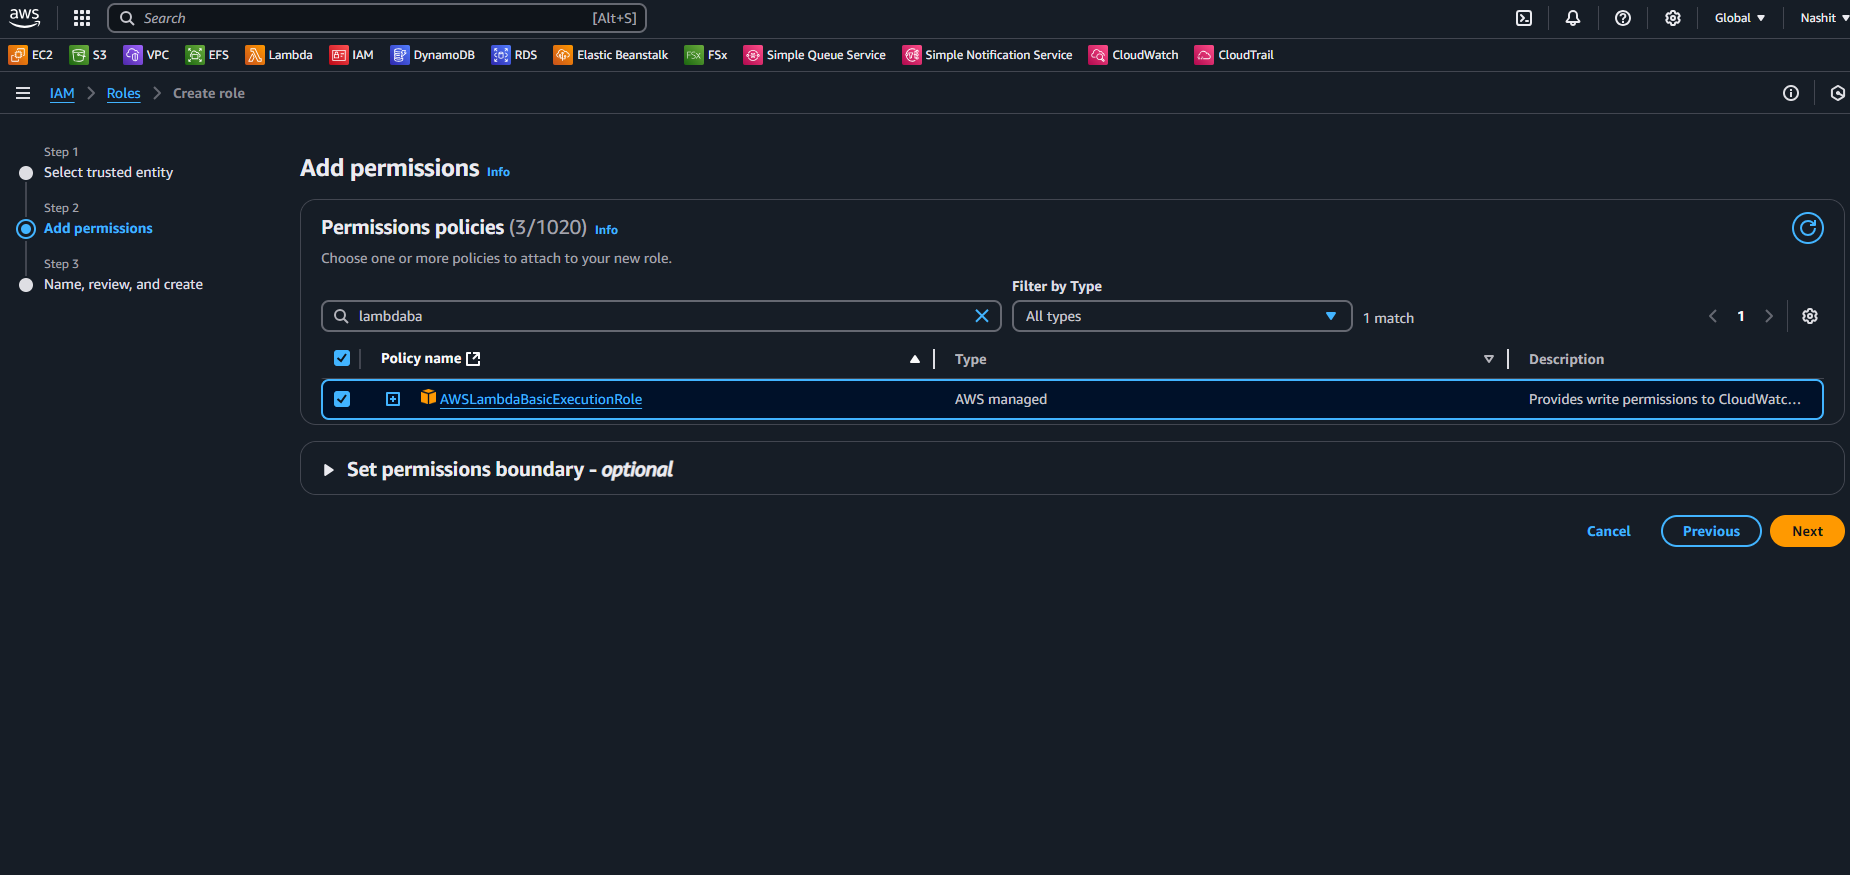 aws Search [Alt+S] Global Nashit
EC2 S3 VPC EFS Lambda IAM DynamoDB RDS Elastic Beanstalk FSx FSx Simple Queue Service Simple Notification Service CloudWatch CloudTrail
IAM Roles Create role
Step 1
Select trusted entity
Step 2
Add permissions
Step 3
Name, review, and create
Add permissions Info
Permissions policies (3/1020) Info
Choose one or more policies to attach to your new role.
Filter by Type
lambdaba All types 1 match 1
Policy name Type Description
AWSLambdaBasicExecutionRole AWS managed Provides write permissions to CloudWatc...
Set permissions boundary - optional
Cancel Previous Next